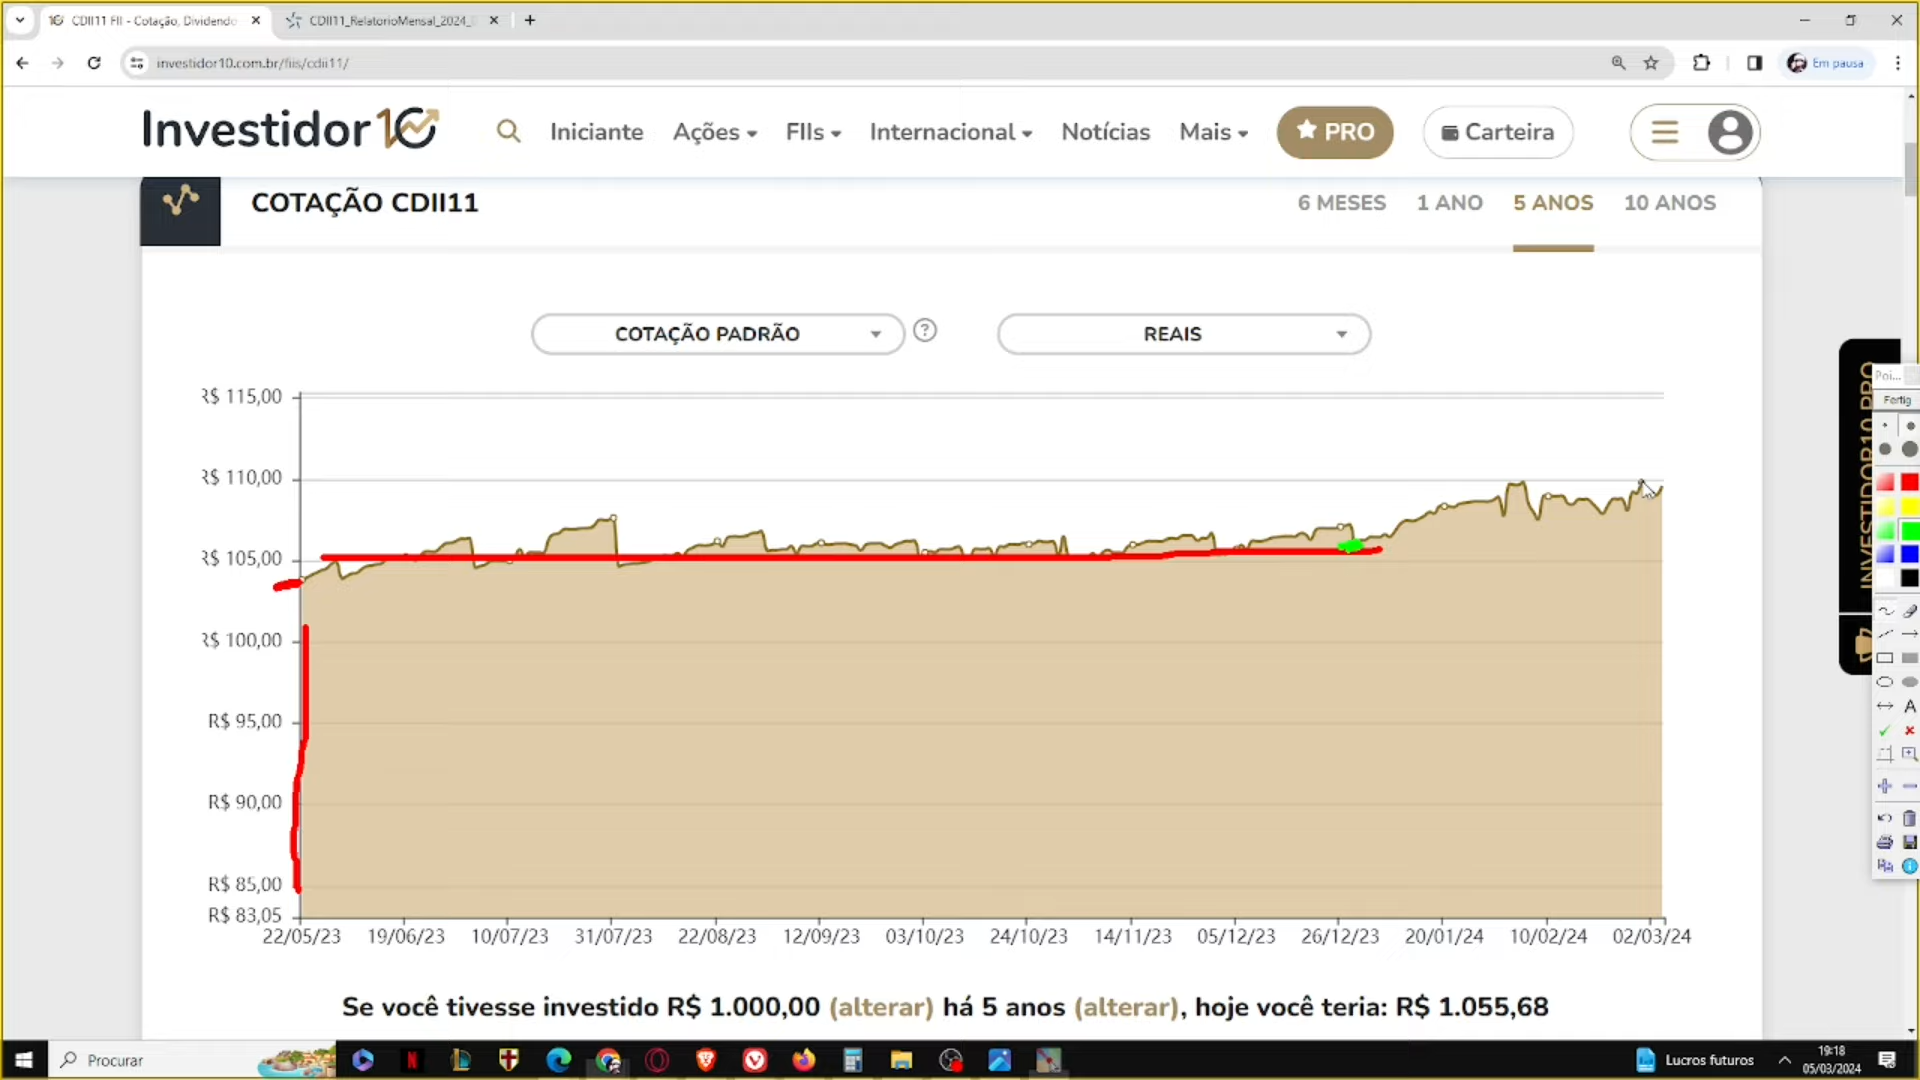 CDII11 FII - Cotação, Dividendo
CDII11_RelatorioMensal_2024_
investidor10.com.br/fiis/cdii11/
Em pausa
Investidor 10
Iniciante
Ações
FIIs
Internacional
Notícias
Mais
PRO
Carteira
COTAÇÃO CDII11
6 MESES
1 ANO
5 ANOS
10 ANOS
COTAÇÃO PADRÃO
?
REAIS
R$ 115,00
R$ 110,00
R$ 105,00
R$ 100,00
R$ 95,00
R$ 90,00
R$ 85,00
R$ 83,05
22/05/23
19/06/23
10/07/23
31/07/23
22/08/23
12/09/23
03/10/23
24/10/23
14/11/23
05/12/23
26/12/23
20/01/24
10/02/24
02/03/24
Se você tivesse investido R$ 1.000,00 (alterar) há 5 anos (alterar), hoje você teria: R$ 1.055,68
INVESTIDOR10 PRO
Poi...
Fertig
A
Procurar
Lucros futuros
19:18
05/03/2024